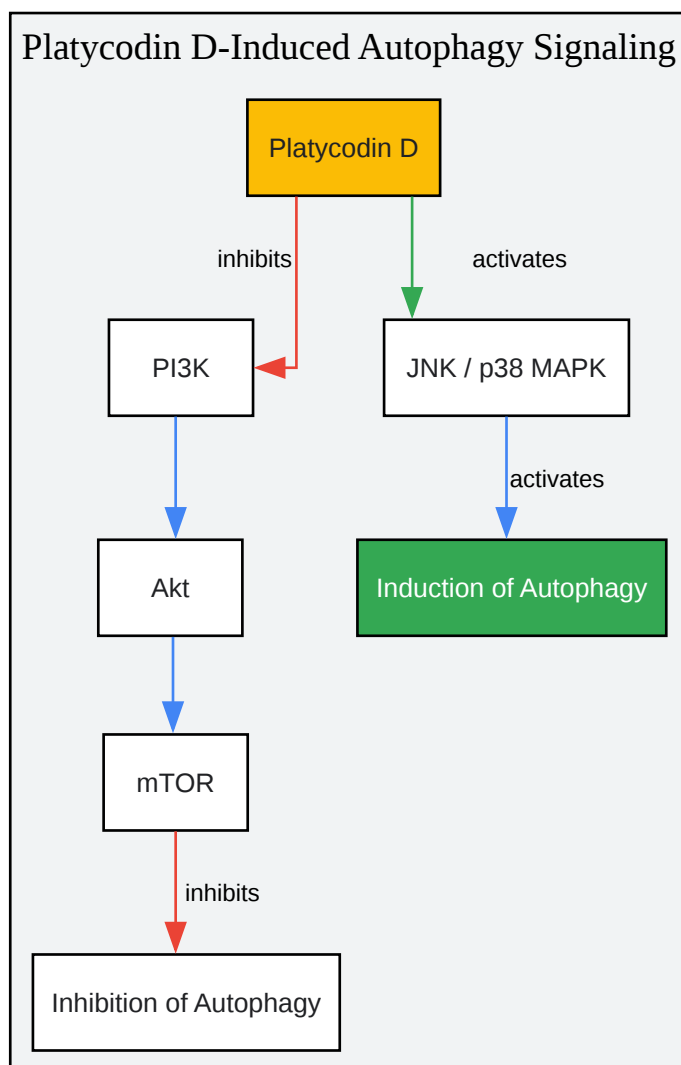 Platycodin D-Induced Autophagy Signaling
Platycodin D
inhibits
activates
PI3K
JNK / p38 MAPK
activates
Akt
Induction of Autophagy
mTOR
inhibits
Inhibition of Autophagy